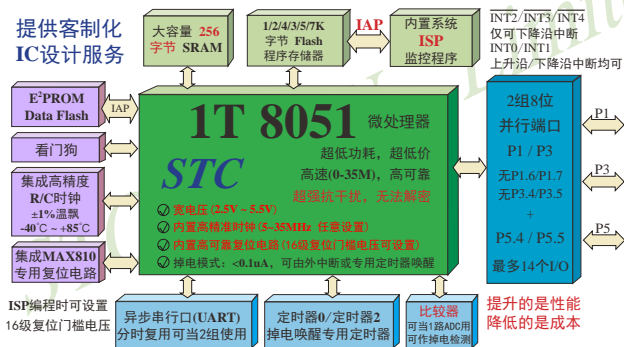 提供客制化
IC设计服务
大容量 256
字节 SRAM
1/2/4/3/5/7K
字节 Flash
程序存储器
IAP
内置系统
ISP
监控程序
INT2 / INT3 / INT4
仅可下降沿中断
INT0 / INT1
上升沿/下降沿中断均可
E²PROM
Data Flash
IAP
看门狗
集成高精度
R/C时钟
±1%温飘
-40℃ ~ +85℃
集成MAX810
专用复位电路
ISP编程时可设置
16级复位门槛电压
1T 8051 微处理器
STC
超低功耗，超低价
高速(0-35M)，高可靠
超强抗干扰，无法解密
宽电压 (2.5V ~ 5.5V)
内置高精准时钟 (5~35MHz 任意设置)
内置高可靠复位电路 (16级复位门槛电压可设置)
掉电模式：<0.1uA，可由外中断或专用定时器唤醒
2组8位
并行端口
P1 / P3
无P1.6/P1.7
无P3.4/P3.5
+
P5.4 / P5.5
最多14个I/O
P1
P3
P5
异步串行口(UART)
分时复用可当2组使用
定时器0/定时器2
掉电唤醒专用定时器
比较器
可当1路ADC用
可作掉电检测
提升的是性能
降低的是成本